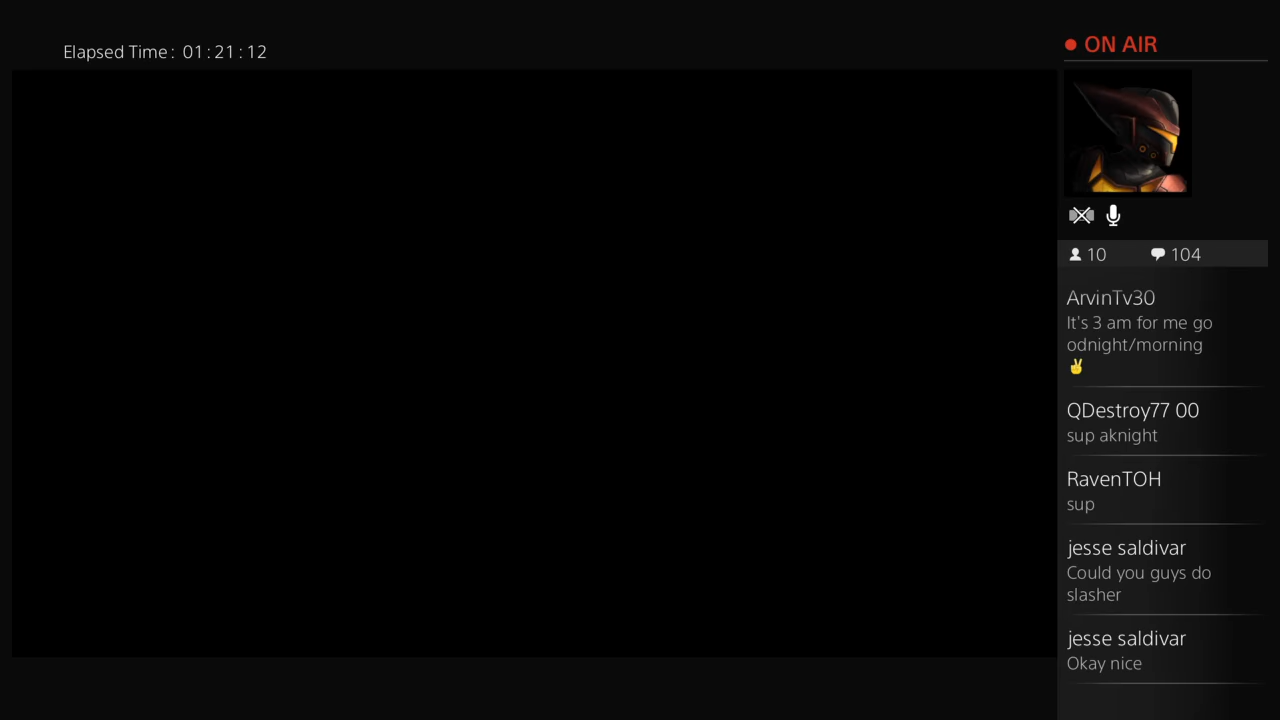 Elapsed Time: 01:21:12
ON AIR
10 104
ArvinTv30
It's 3 am for me go
odnight/morning
✌
QDestroy77 00
sup aknight
RavenTOH
sup
jesse saldivar
Could you guys do
slasher
jesse saldivar
Okay nice